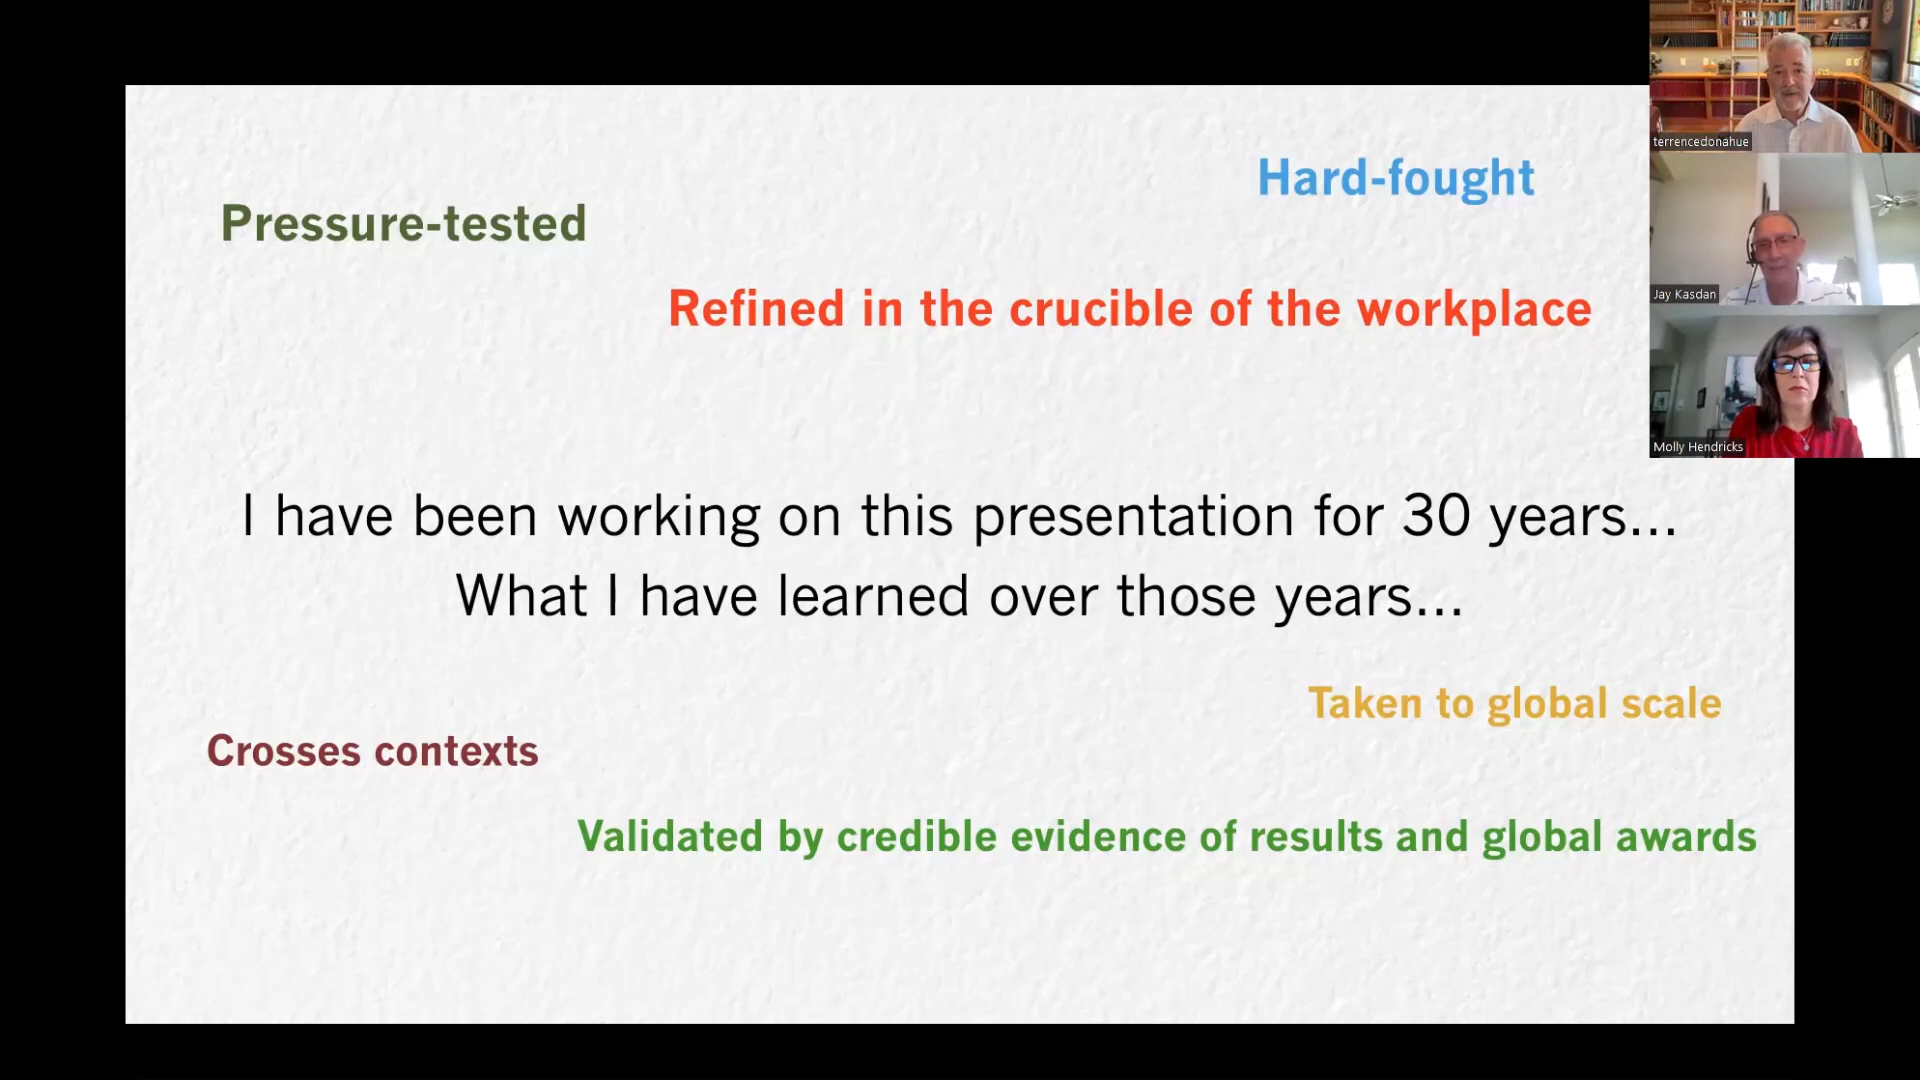 Hard-fought
Pressure-tested
Refined in the crucible of the workplace
I have been working on this presentation for 30 years...
What I have learned over those years...
Taken to global scale
Crosses contexts
Validated by credible evidence of results and global awards
terrencedonahue
Jay Kasdan
Molly Hendricks